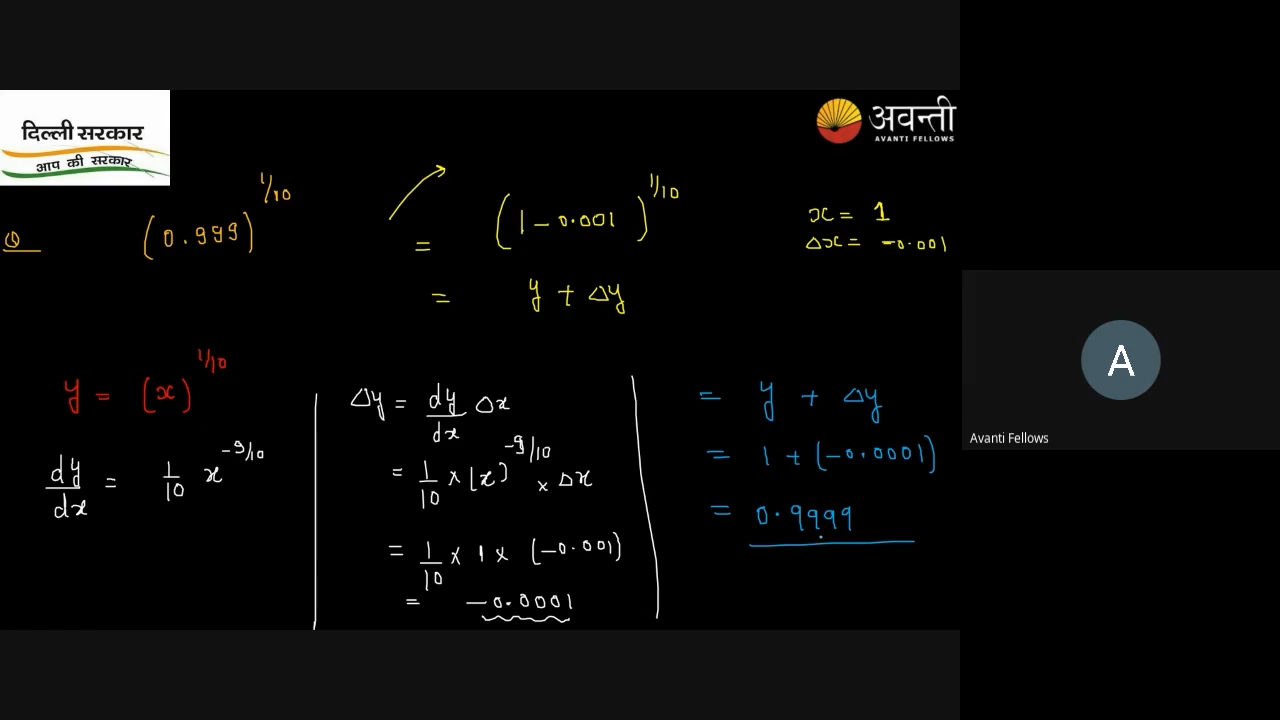 दिल्ली सरकार
आप की सरकार
अवन्ती
AVANTI FELLOWS
Q (0.999)^1/10 = (1 - 0.001)^1/10
= y + Δy
x = 1
Δx = -0.001
y = (x)^1/10
dy/dx = 1/10 x^-9/10
Δy = dy/dx Δx
= 1/10 × [x)^-9/10 × Δx
= 1/10 × 1 × (-0.001)
= -0.0001
= y + Δy
= 1 + (-0.0001)
= 0.9999
A
Avanti Fellows